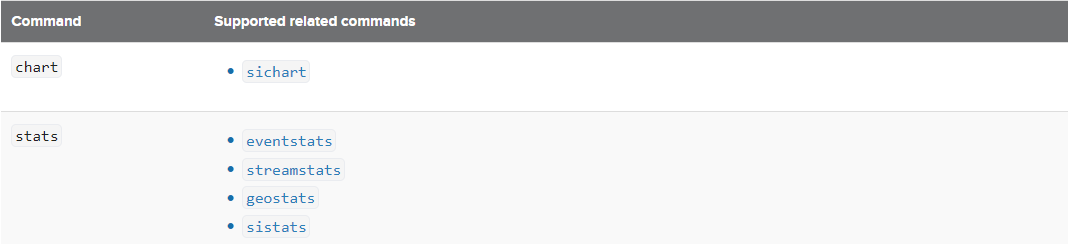 Command Supported related commands
chart • sichart
stats • eventstats
• streamstats
• geostats
• sistats